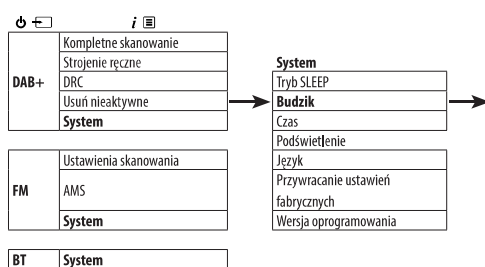 i
Kompletne skanowanie
Strojenie ręczne
DAB+
DRC
Usuń nieaktywne
System
Ustawienia skanowania
FM
AMS
System
BT
System
System
Tryb SLEEP
Budzik
Czas
Podświetlenie
Język
Przywracanie ustawień
fabrycznych
Wersja oprogramowania